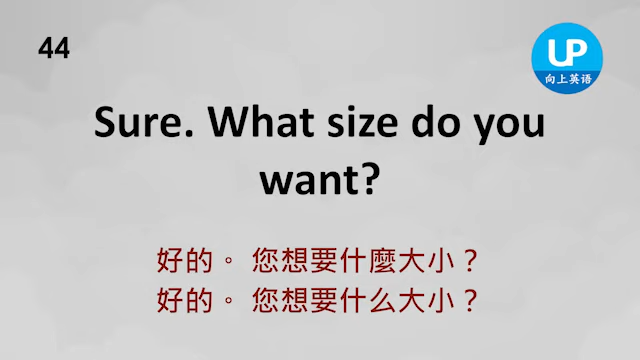 44
UP
向上英语
Sure. What size do you
want?
好的。 您想要什麼大小？
好的。 您想要什么大小？